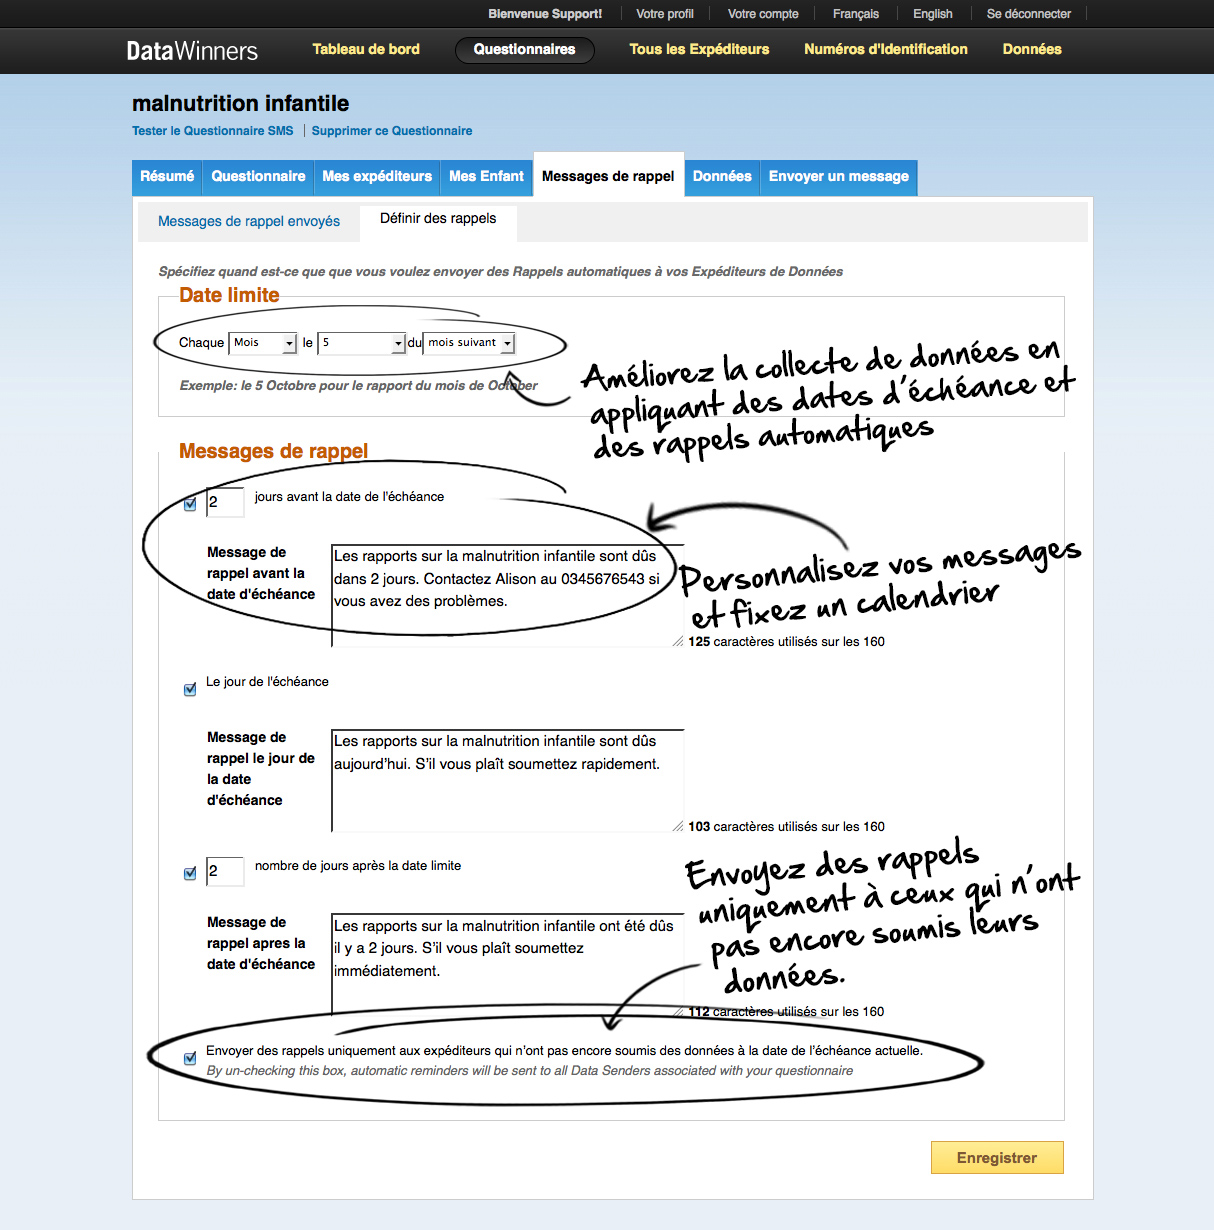 Bienvenue Support! Votre profil Votre compte Français English Se déconnecter
DataWinners Tableau de bord Questionnaires Tous les Expéditeurs Numéros d'Identification Données
malnutrition infantile
Tester le Questionnaire SMS Supprimer ce Questionnaire
Résumé Questionnaire Mes expéditeurs Mes Enfant Messages de rappel Données Envoyer un message
Messages de rappel envoyés Définir des rappels
Spécifiez quand est-ce que que vous voulez envoyer des Rappels automatiques à vos Expéditeurs de Données
Date limite
Chaque Mois le 5 du mois suivant
Exemple: le 5 Octobre pour le rapport du mois de October
Améliorez la collecte de données en
appliquant des dates d'échéance et
des rappels automatiques
Messages de rappel
2 jours avant la date de l'échéance
Message de
rappel avant la
date d'échéance
Les rapports sur la malnutrition infantile sont dûs
dans 2 jours. Contactez Alison au 0345676543 si
vous avez des problèmes.
Personnalisez vos messages
et fixez un calendrier
125 caractères utilisés sur les 160
Le jour de l'échéance
Message de
rappel le jour de
la date
d'échéance
Les rapports sur la malnutrition infantile sont dûs
aujourd'hui. S'il vous plaît soumettez rapidement.
103 caractères utilisés sur les 160
2 nombre de jours après la date limite
Message de
rappel apres la
date d'échéance
Les rapports sur la malnutrition infantile ont été dûs
il y a 2 jours. S'il vous plaît soumettez
immédiatement.
Envoyez des rappels
uniquement à ceux qui n'ont
pas encore soumis leurs
données.
112 caractères utilisés sur les 160
Envoyer des rappels uniquement aux expéditeurs qui n'ont pas encore soumis des données à la date de l'échéance actuelle.
By un-checking this box, automatic reminders will be sent to all Data Senders associated with your questionnaire
Enregistrer